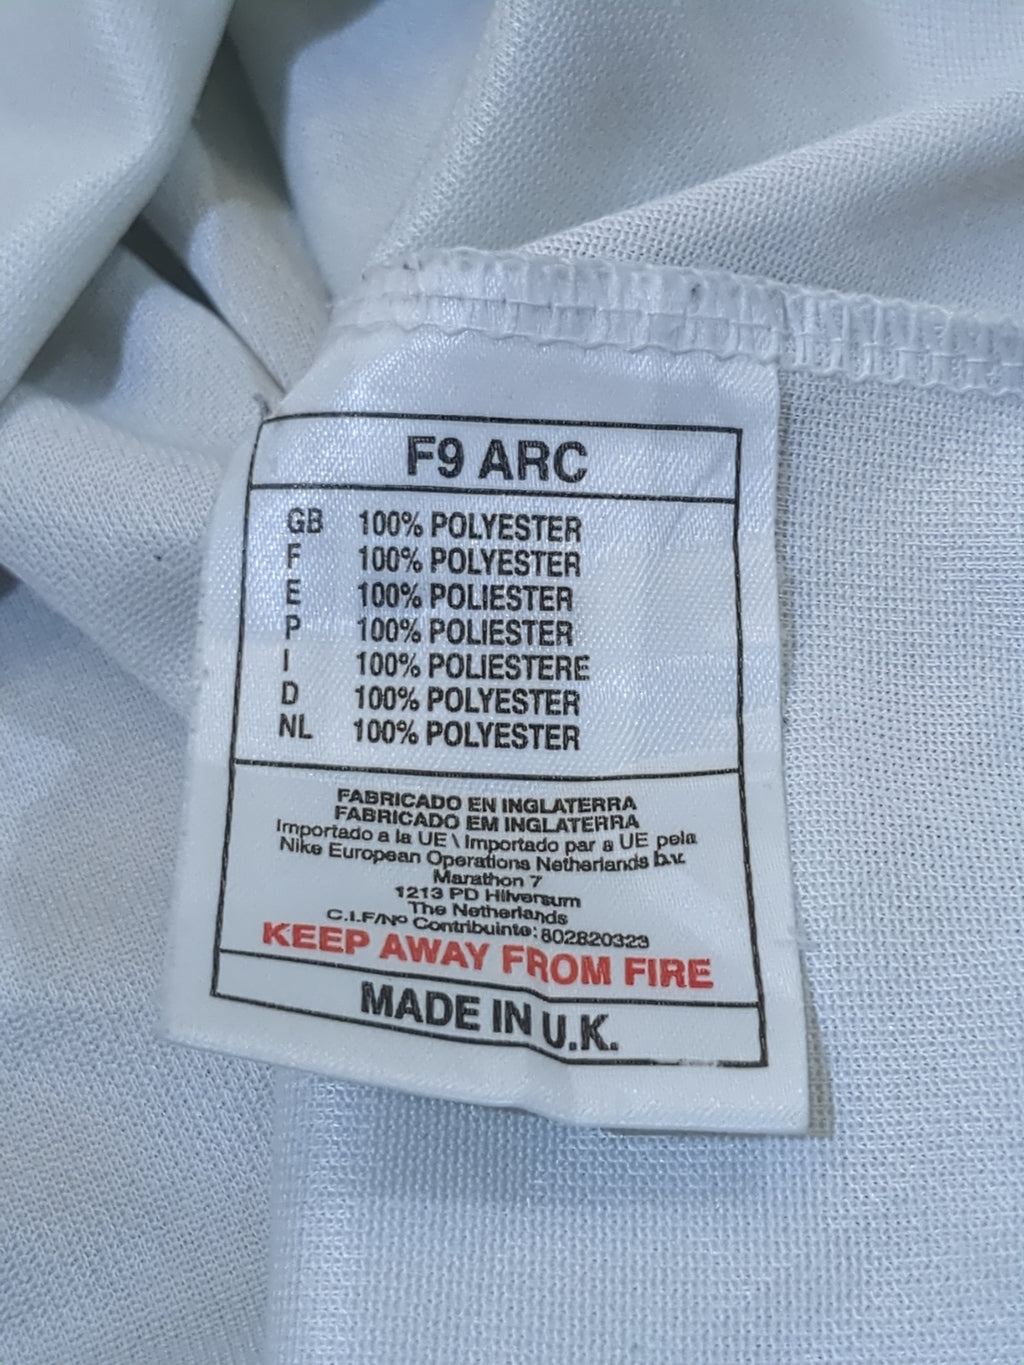 F9 ARC
GB 100% POLYESTER
F 100% POLYESTER
E 100% POLIESTER
P 100% POLIESTER
I 100% POLIESTERE
D 100% POLYESTER
NL 100% POLYESTER
FABRICADO EN INGLATERRA
FABRICADO EM INGLATERRA
Importado a la UE \ Importado par a UE pela
Nike European Operations Netherlands b.v.
Marathon 7
1213 PD Hilversum
The Netherlands
C.I.F/Nº Contribuinte: 802820323
KEEP AWAY FROM FIRE
MADE IN U.K.